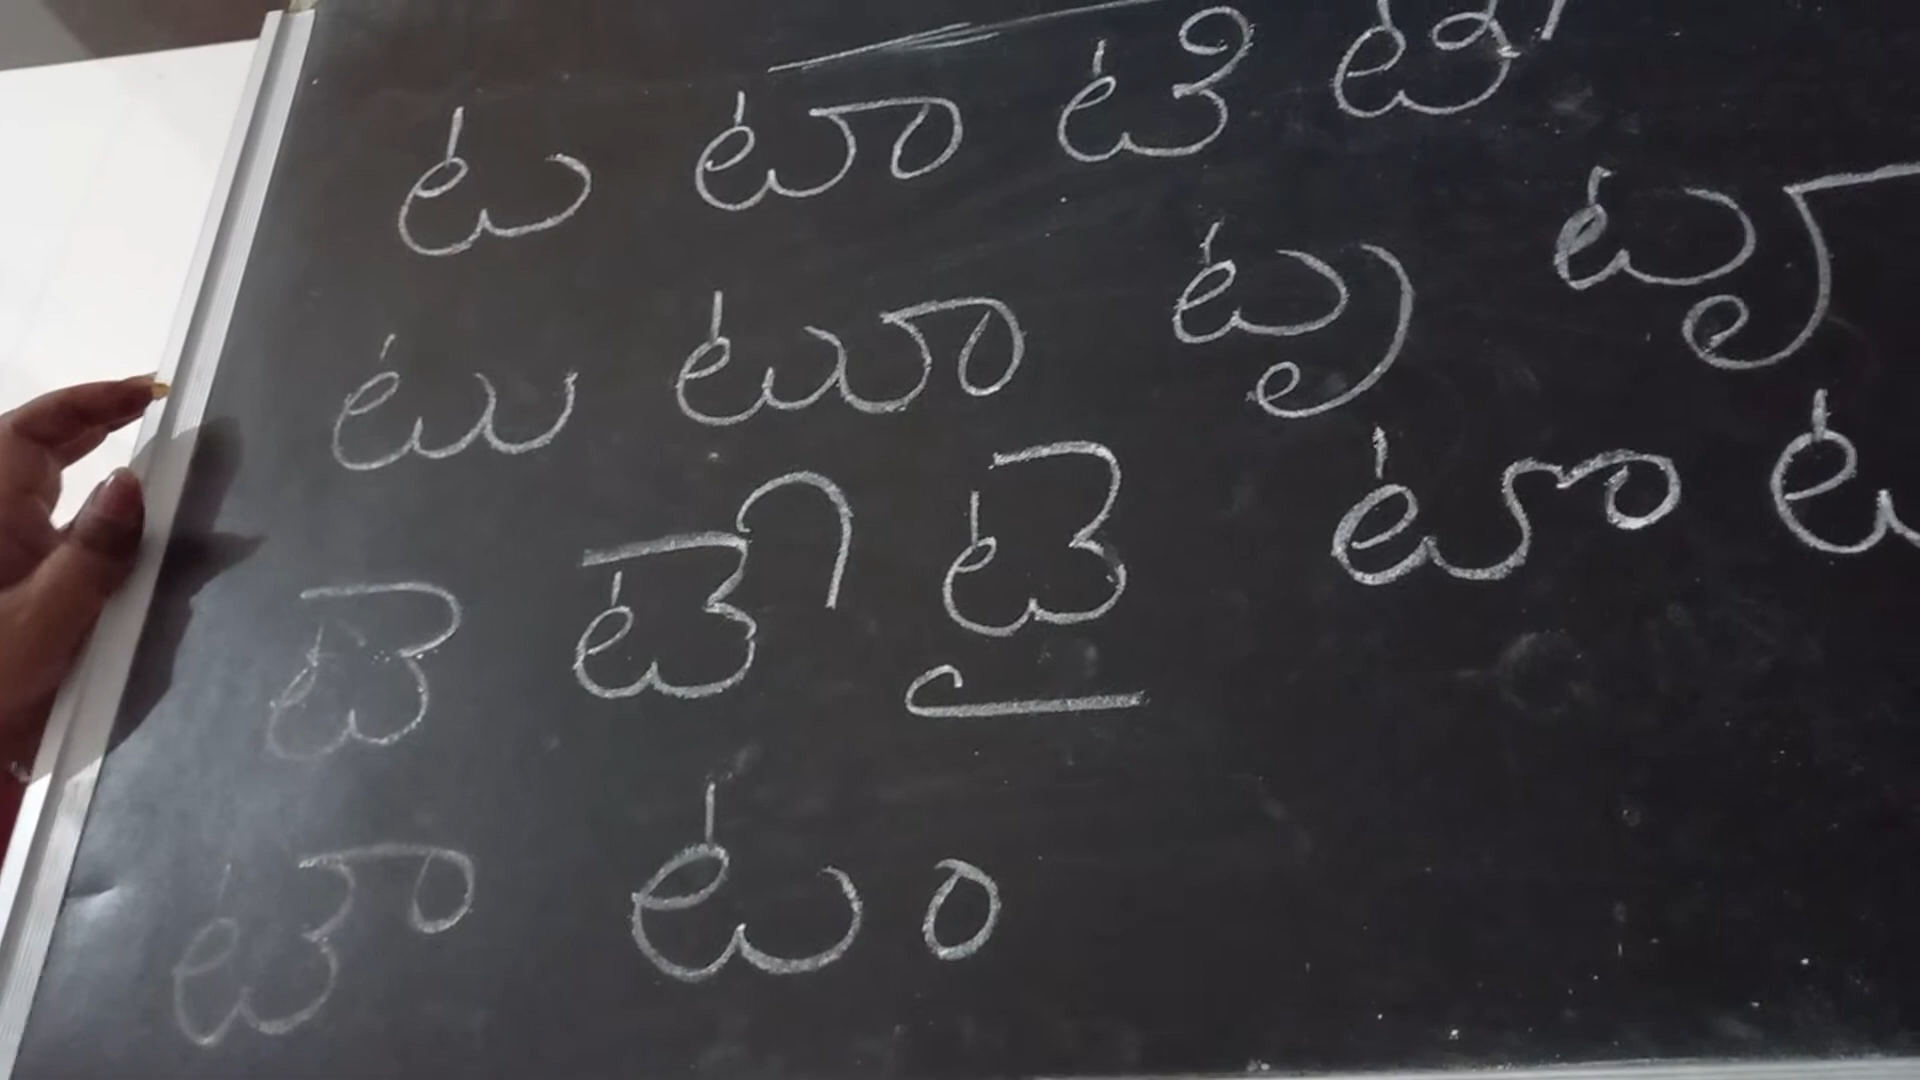 ట టా టి టీ
టు టూ టృ టౄ
టె టే టై టొ
టౌ టం